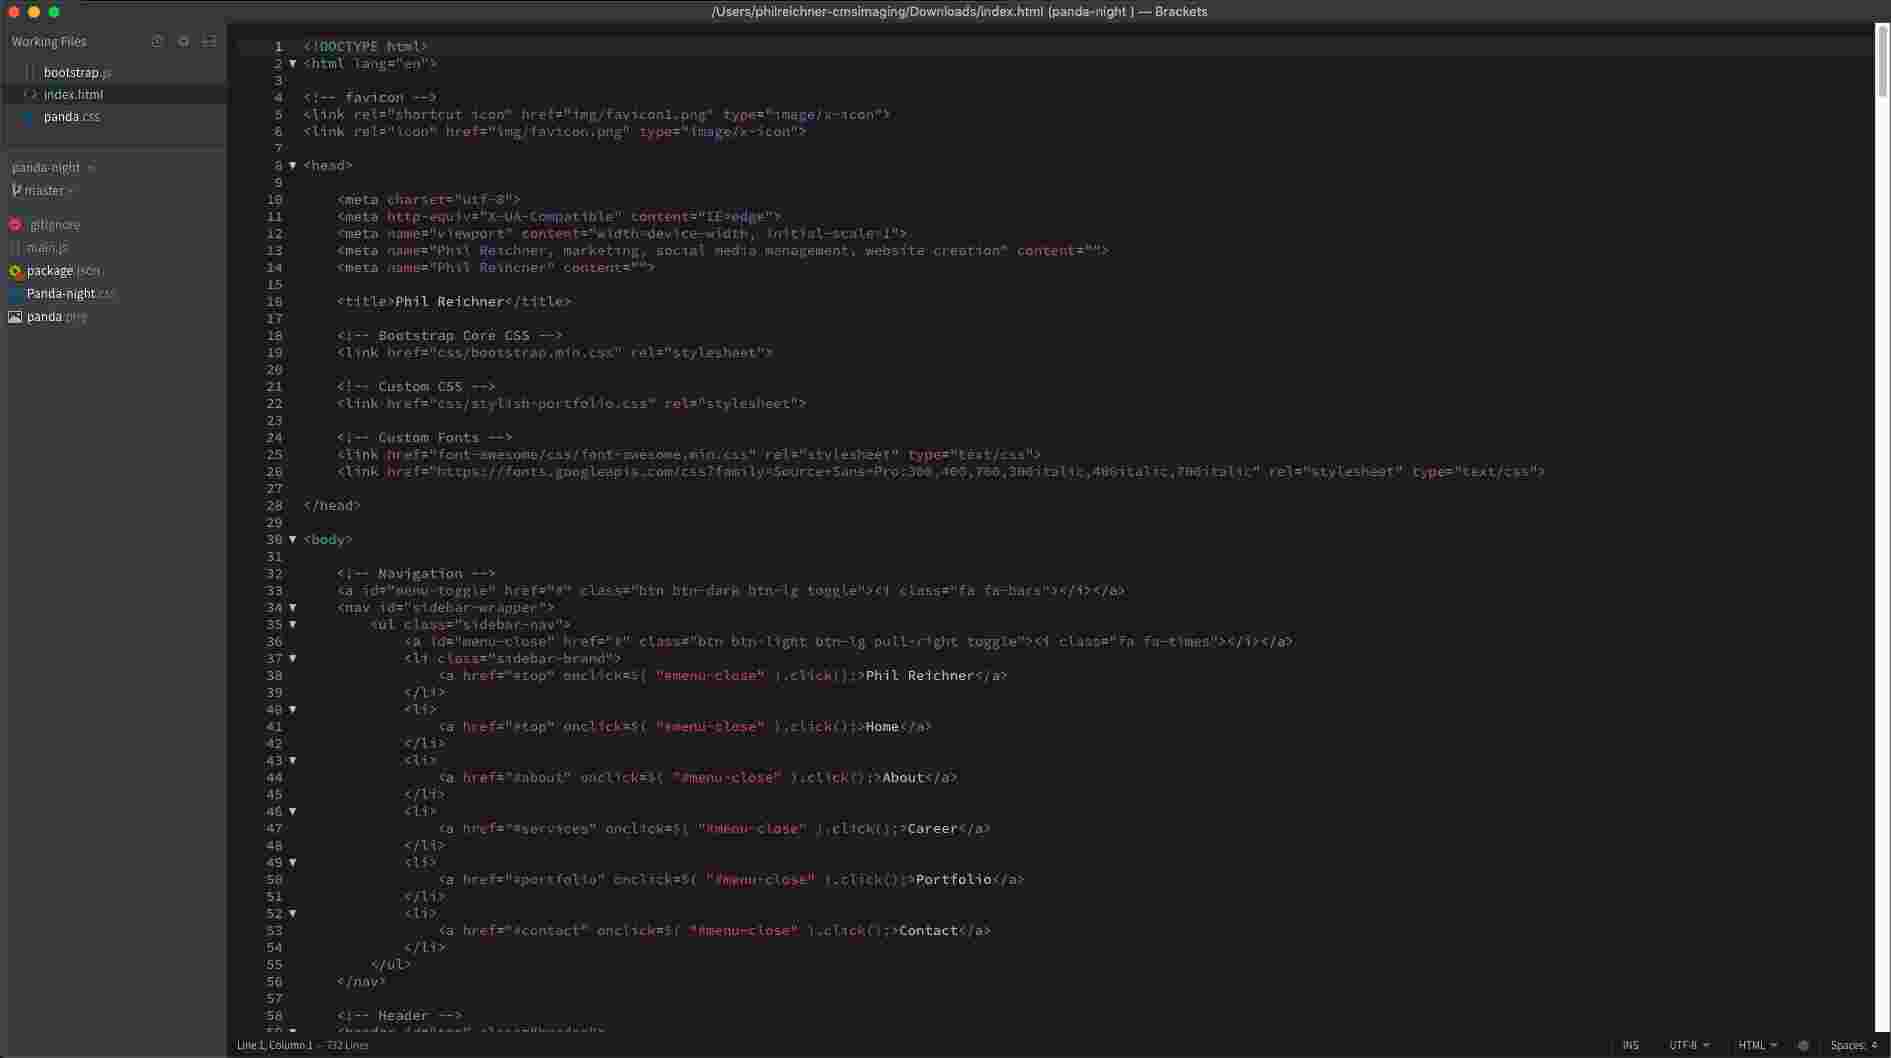 /Users/philreichner-cmsimaging/Downloads/index.html (panda-night ) — Brackets
Working Files
bootstrap.js
index.html
panda.css
panda-night
master
.gitignore
main.js
package.json
Panda-night.css
panda.png
1 <!DOCTYPE html>
2 <html lang="en">
3
4 <!-- favicon -->
5 <link rel="shortcut icon" href="img/favicon1.png" type="image/x-icon">
6 <link rel="icon" href="img/favicon.png" type="image/x-icon">
7
8 <head>
9
10 <meta charset="utf-8">
11 <meta http-equiv="X-UA-Compatible" content="IE=edge">
12 <meta name="viewport" content="width=device-width, initial-scale=1">
13 <meta name="Phil Reichner, marketing, social media management, website creation" content="">
14 <meta name="Phil Reihcner" content="">
15
16 <title>Phil Reichner</title>
17
18 <!-- Bootstrap Core CSS -->
19 <link href="css/bootstrap.min.css" rel="stylesheet">
20
21 <!-- Custom CSS -->
22 <link href="css/stylish-portfolio.css" rel="stylesheet">
23
24 <!-- Custom Fonts -->
25 <link href="font-awesome/css/font-awesome.min.css" rel="stylesheet" type="text/css">
26 <link href="https://fonts.googleapis.com/css?family=Source+Sans+Pro:300,400,700,300italic,400italic,700italic" rel="stylesheet" type="text/css">
27
28 </head>
29
30 <body>
31
32 <!-- Navigation -->
33 <a id="menu-toggle" href="#" class="btn btn-dark btn-lg toggle"><i class="fa fa-bars"></i></a>
34 <nav id="sidebar-wrapper">
35 <ul class="sidebar-nav">
36 <a id="menu-close" href="#" class="btn btn-light btn-lg pull-right toggle"><i class="fa fa-times"></i></a>
37 <li class="sidebar-brand">
38 <a href="#top" onclick=$( "#menu-close" ).click();>Phil Reichner</a>
39 </li>
40 <li>
41 <a href="#top" onclick=$( "#menu-close" ).click();>Home</a>
42 </li>
43 <li>
44 <a href="#about" onclick=$( "#menu-close" ).click();>About</a>
45 </li>
46 <li>
47 <a href="#services" onclick=$( "#menu-close" ).click();>Career</a>
48 </li>
49 <li>
50 <a href="#portfolio" onclick=$( "#menu-close" ).click();>Portfolio</a>
51 </li>
52 <li>
53 <a href="#contact" onclick=$( "#menu-close" ).click();>Contact</a>
54 </li>
55 </ul>
56 </nav>
57
58 <!-- Header -->
Line 1, Column 1 — 732 Lines
INS UTF-8 HTML Spaces: 4